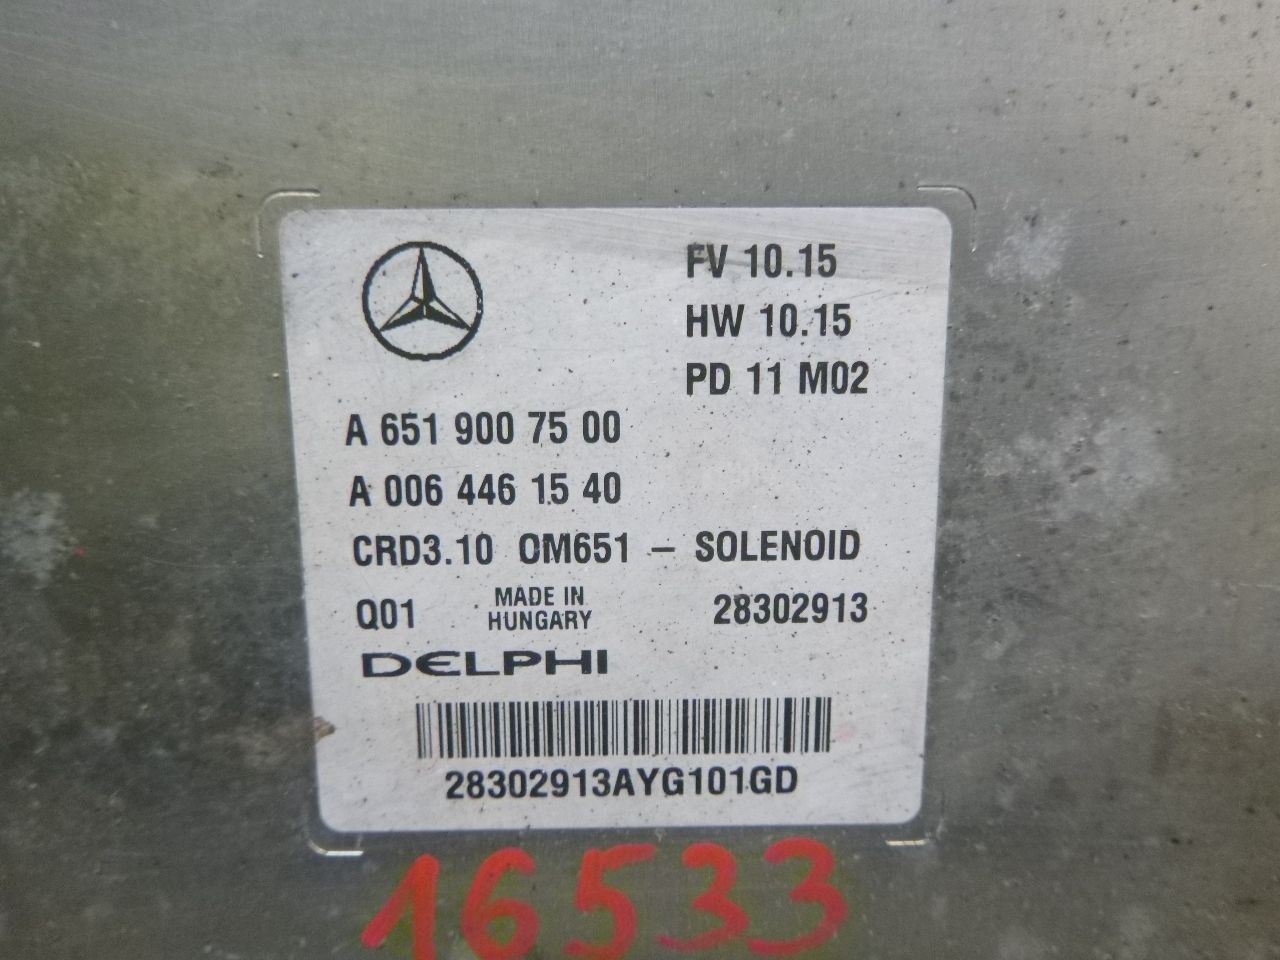 FV 10.15
HW 10.15
PD 11 M02
A 651 900 75 00
A 006 446 15 40
CRD3.10 OM651 – SOLENOID
Q01 MADE IN HUNGARY 28302913
DELPHI
28302913AYG101GD
16533